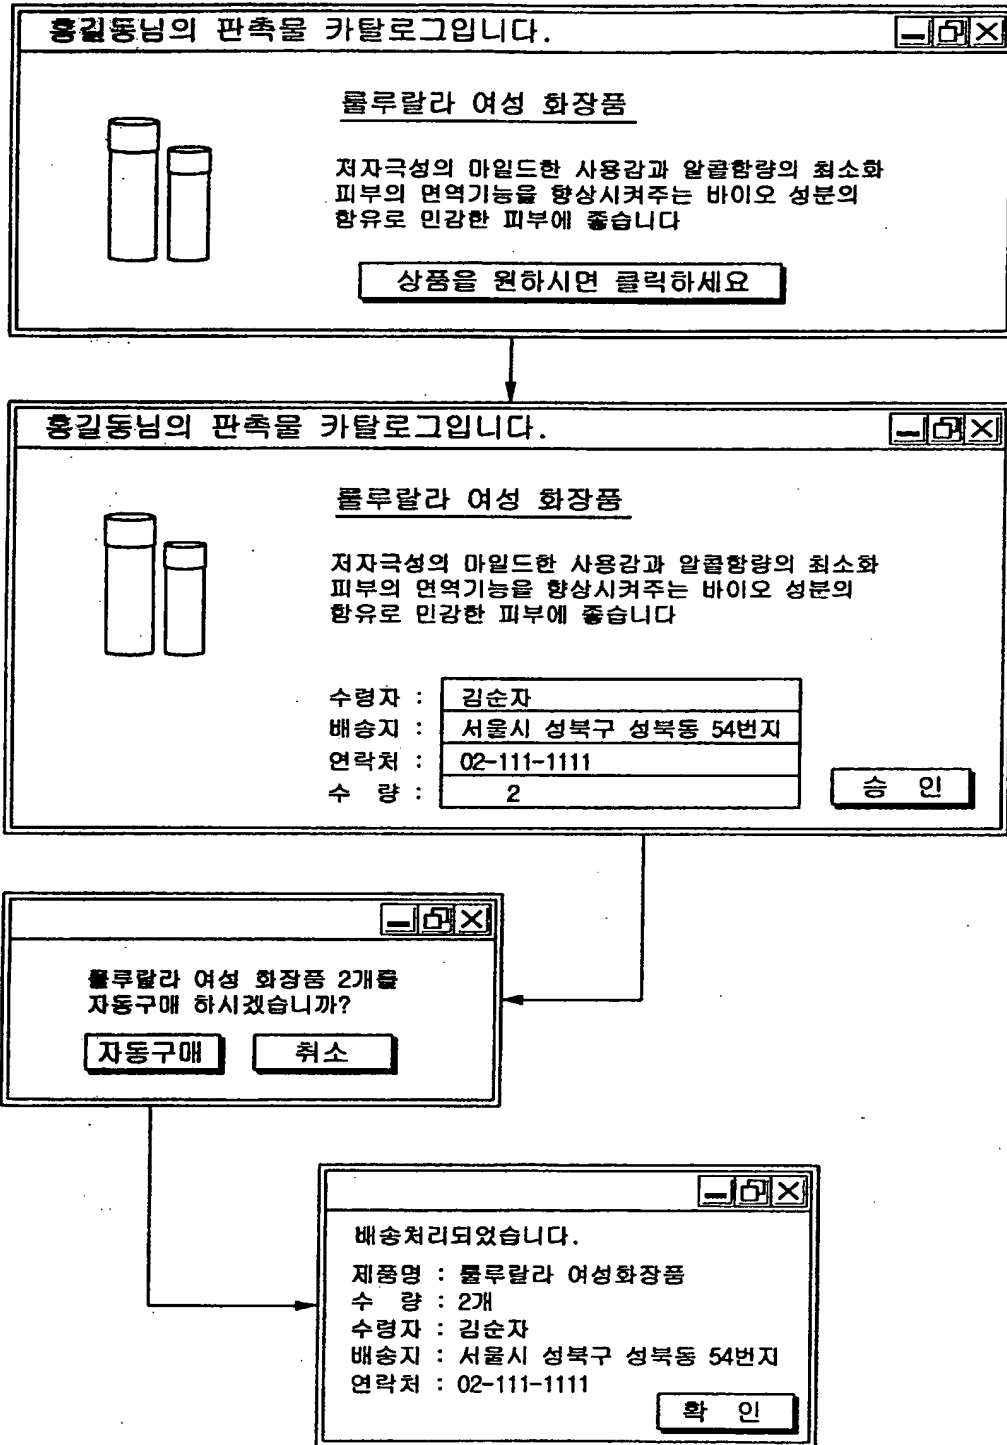 홍길동님의 판촉물 카탈로그입니다.
룰루랄라 여성 화장품
저자극성의 마일드한 사용감과 알콜함량의 최소화
피부의 면역기능을 향상시켜주는 바이오 성분의
함유로 민감한 피부에 좋습니다
상품을 원하시면 클릭하세요
홍길동님의 판촉물 카탈로그입니다.
룰루랄라 여성 화장품
저자극성의 마일드한 사용감과 알콜함량의 최소화
피부의 면역기능을 향상시켜주는 바이오 성분의
함유로 민감한 피부에 좋습니다
수령자 : 김순자
배송지 : 서울시 성북구 성북동 54번지
연락처 : 02-111-1111
수 량 : 2
승 인
룰루랄라 여성 화장품 2개를
자동구매 하시겠습니까?
자동구매 취소
배송처리되었습니다.
제품명 : 룰루랄라 여성화장품
수 량 : 2개
수령자 : 김순자
배송지 : 서울시 성북구 성북동 54번지
연락처 : 02-111-1111
확 인